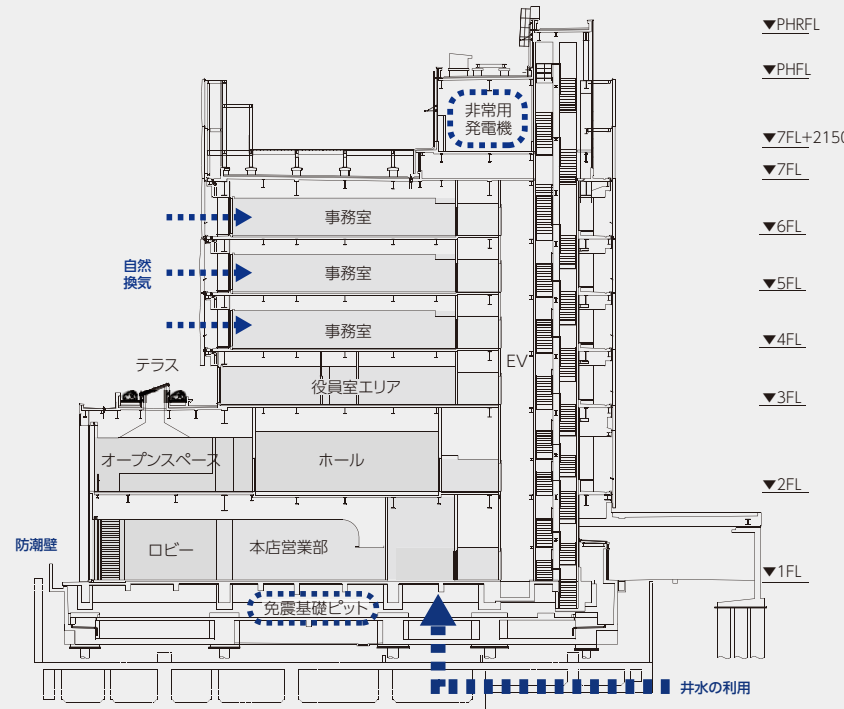 ▼PHRFL
▼PHFL
非常用
発電機
▼7FL+2150
▼7FL
事務室
▼6FL
自然
換気
事務室
▼5FL
事務室
▼4FL
EV
テラス
役員室エリア
▼3FL
オープンスペース
ホール
▼2FL
防潮壁
ロビー
本店営業部
▼1FL
免震基礎ピット
井水の利用